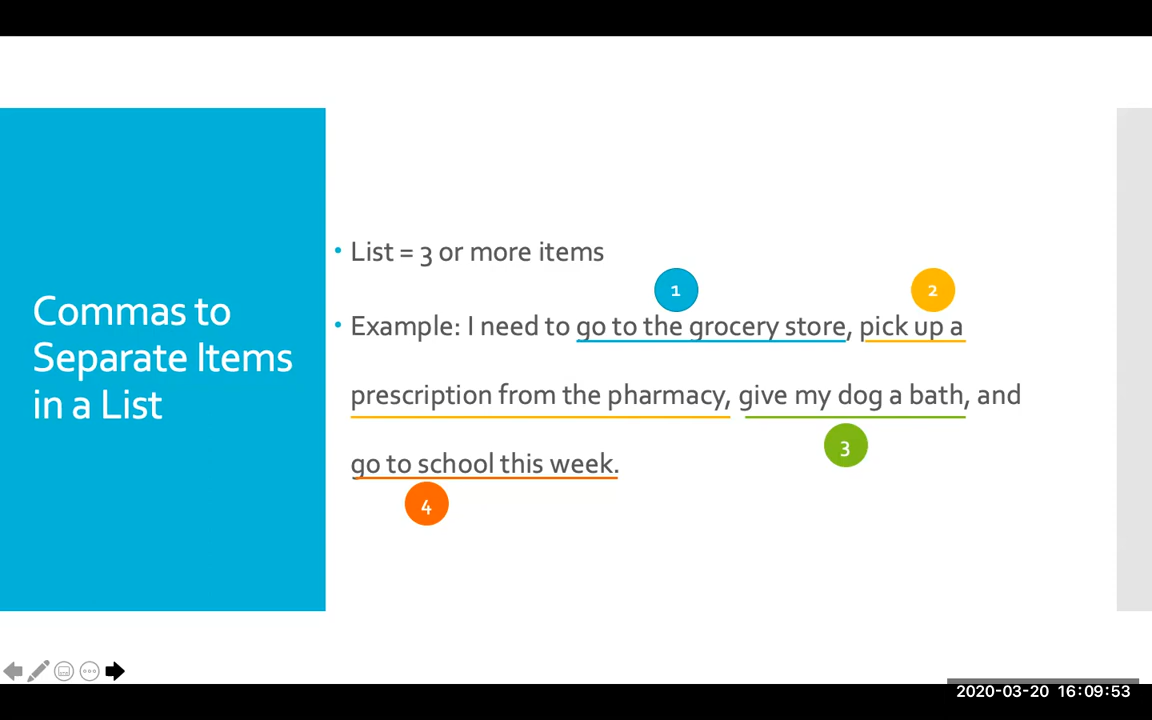 Commas to
Separate Items
in a List
• List = 3 or more items
1
2
• Example: I need to go to the grocery store, pick up a
prescription from the pharmacy, give my dog a bath, and
3
go to school this week.
4
2020-03-20 16:09:53